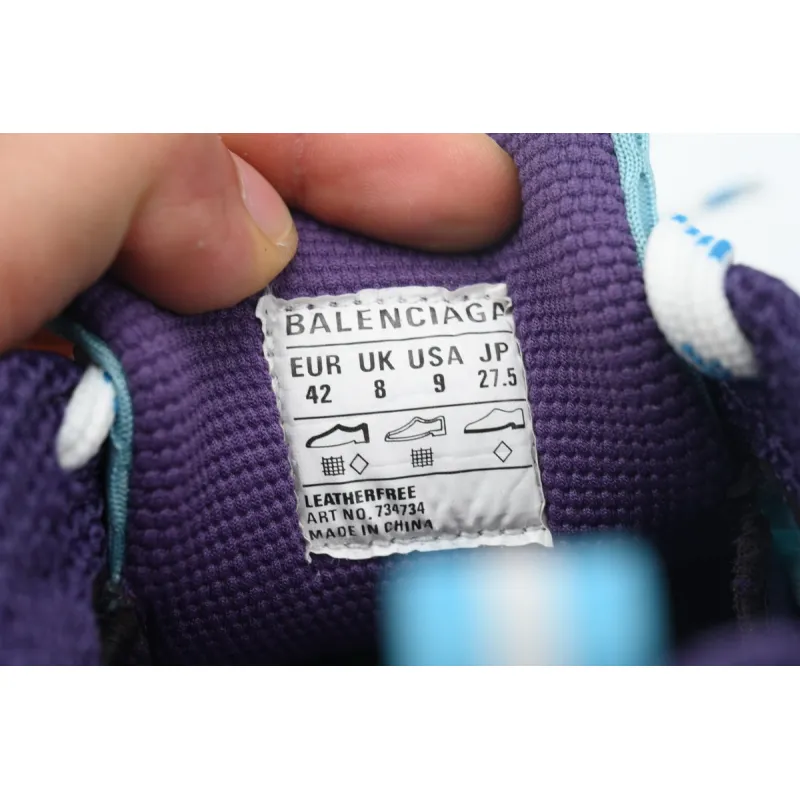 BALENCIAGA
EUR UK USA JP
42 8 9 27.5
LEATHERFREE
ART NO. 734734
MADE IN CHINA